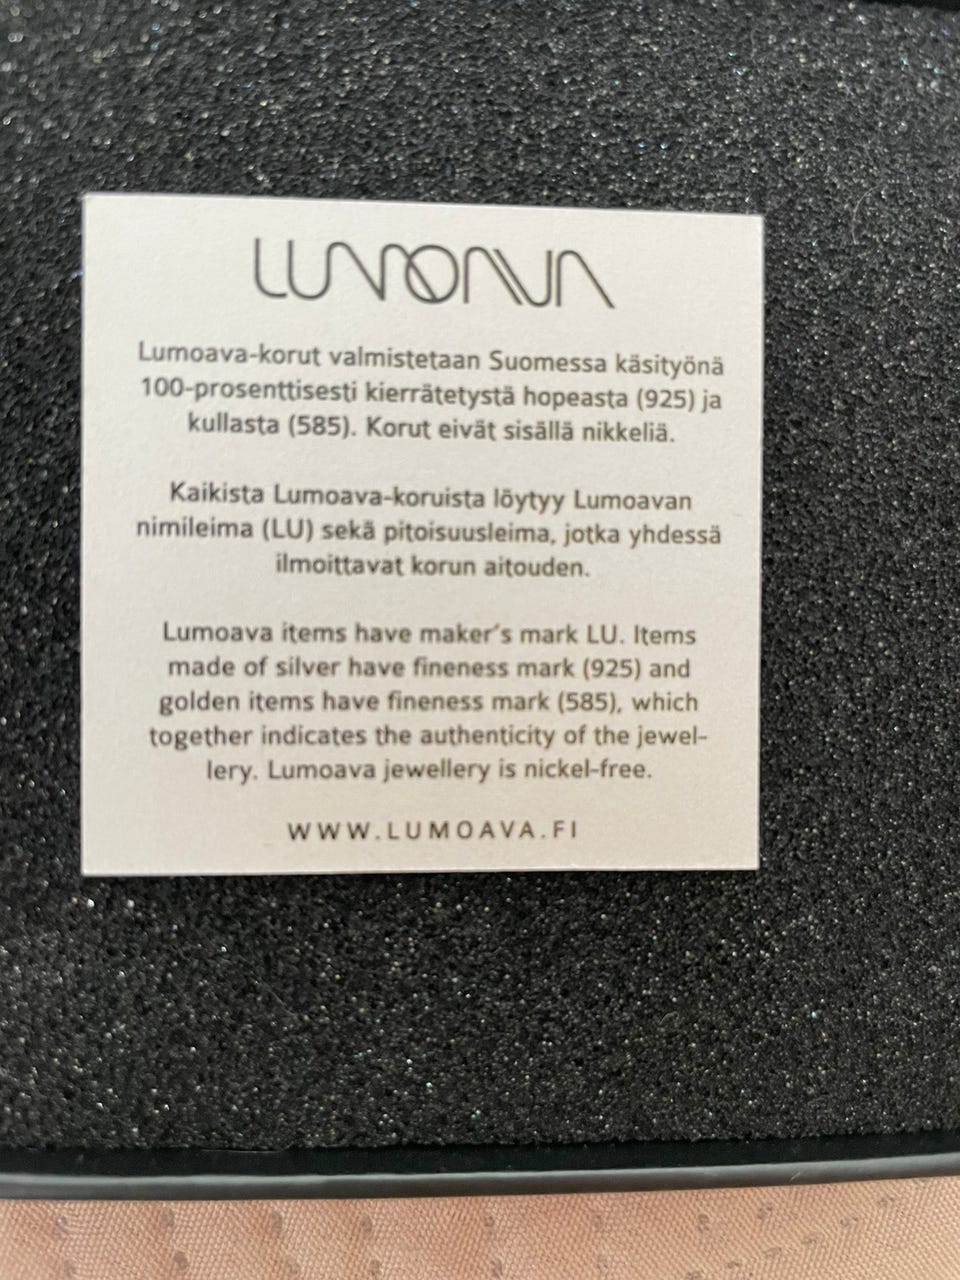 LUMOAVA
Lumoava-korut valmistetaan Suomessa käsityönä
100-prosenttisesti kierrätetystä hopeasta (925) ja
kullasta (585). Korut eivät sisällä nikkeliä.
Kaikista Lumoava-koruista löytyy Lumoavan
nimileima (LU) sekä pitoisuusleima, jotka yhdessä
ilmoittavat korun aitouden.
Lumoava items have maker's mark LU. Items
made of silver have fineness mark (925) and
golden items have fineness mark (585), which
together indicates the authenticity of the jewel-
lery. Lumoava jewellery is nickel-free.
WWW.LUMOAVA.FI